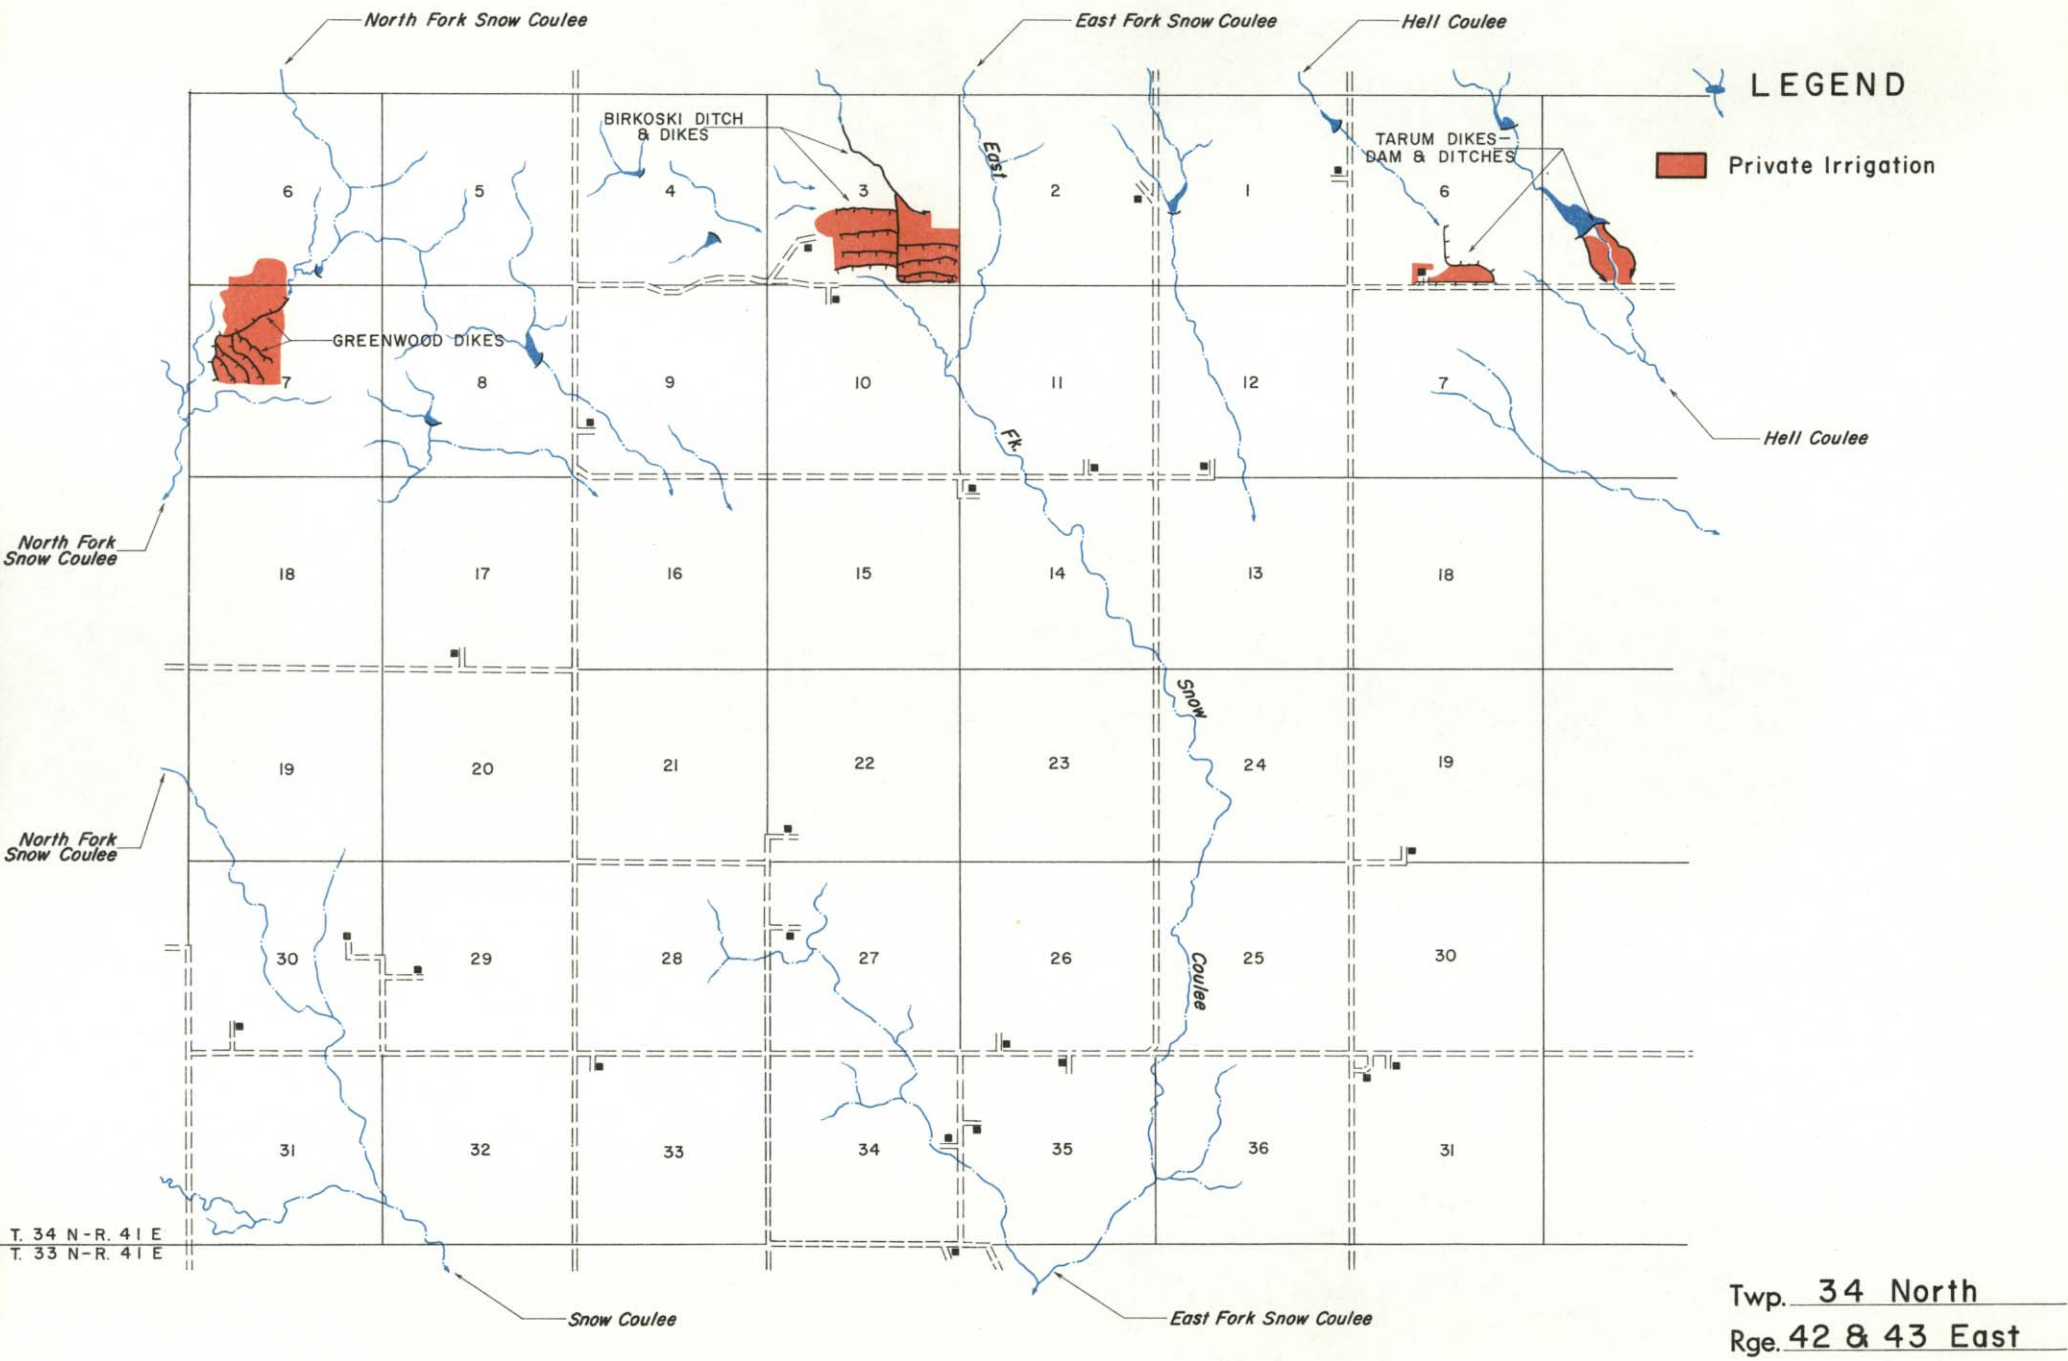 North Fork Snow Coulee
East Fork Snow Coulee
Hell Coulee
LEGEND
Private Irrigation
BIRKOSKI DITCH
& DIKES
TARUM DIKES-
DAM & DITCHES
East
6 5 4 3 2 1 6
GREENWOOD DIKES
7 8 9 10 11 12 7
Fk.
Hell Coulee
North Fork
Snow Coulee
18 17 16 15 14 13 18
Snow
19 20 21 22 23 24 19
North Fork
Snow Coulee
30 29 28 27 26 25 30
Coulee
31 32 33 34 35 36 31
T. 34 N-R. 41 E
T. 33 N-R. 41 E
Snow Coulee
East Fork Snow Coulee
Twp. 34 North
Rge. 42 & 43 East